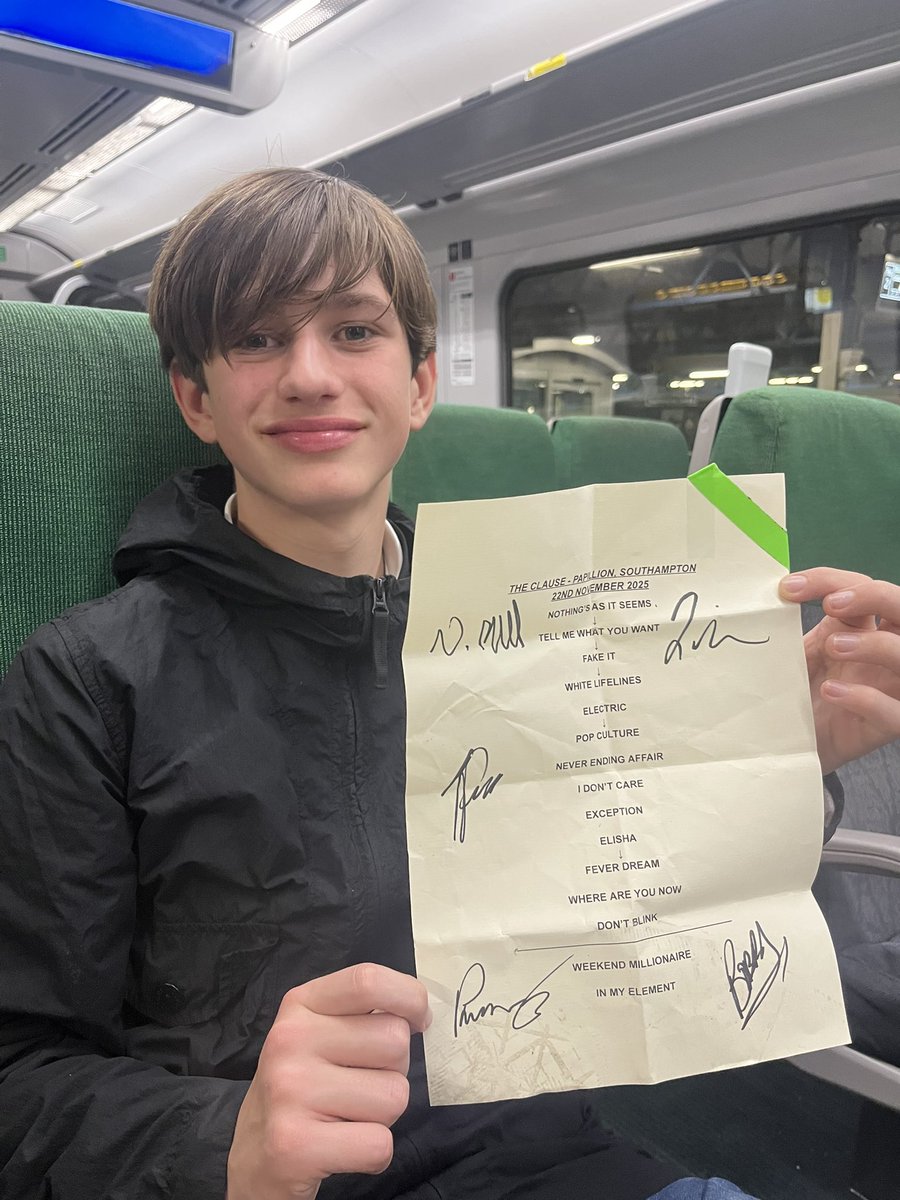 THE CLAUSE - PAPILLION, SOUTHAMPTON
22ND NOVEMBER 2025
NOTHING'S AS IT SEEMS
TELL ME WHAT YOU WANT
FAKE IT
WHITE LIFELINES
ELECTRIC
POP CULTURE
NEVER ENDING AFFAIR
I DON'T CARE
EXCEPTION
ELISHA
FEVER DREAM
WHERE ARE YOU NOW
DON'T BLINK
WEEKEND MILLIONAIRE
IN MY ELEMENT